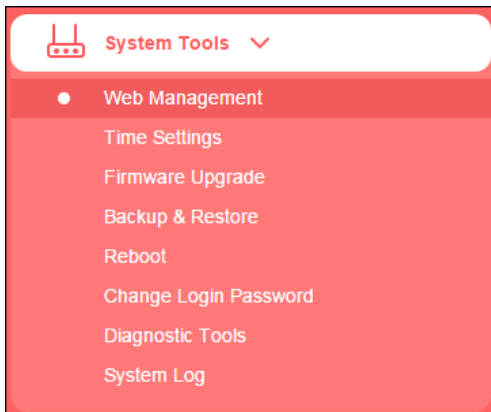 System Tools
Web Management
Time Settings
Firmware Upgrade
Backup & Restore
Reboot
Change Login Password
Diagnostic Tools
System Log